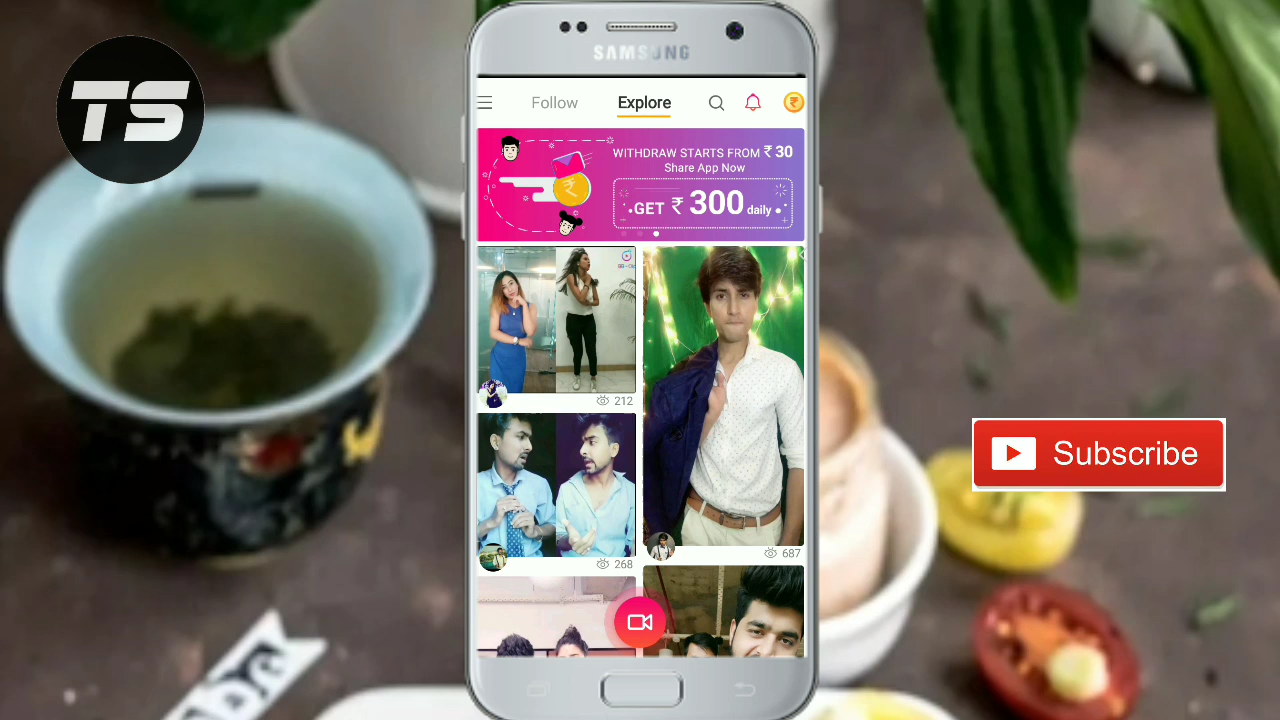 TS
SAMSUNG
Follow
Explore
WITHDRAW STARTS FROM ₹ 30
Share App Now
GET ₹ 300 daily
212
268
687
Subscribe